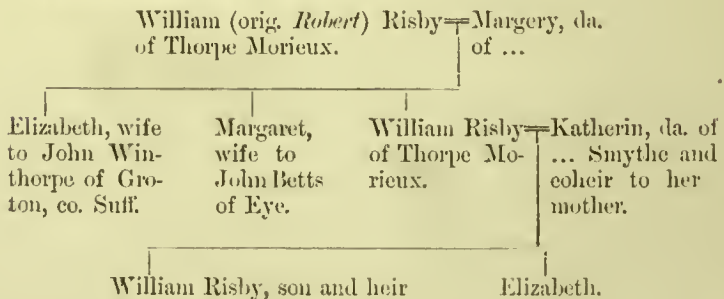 William (orig. Robert) Risby=Margery, da.
of Thorpe Morieux. of ...
Elizabeth, wife
to John Win-
thorpe of Gro-
ton, co. Suff.
Margaret,
wife to
John Betts
of Eye.
William Risby=Katherin, da. of
of Thorpe Mo-
rieux.
... Smythe and
coheir to her
mother.
William Risby, son and heir
Elizabeth.